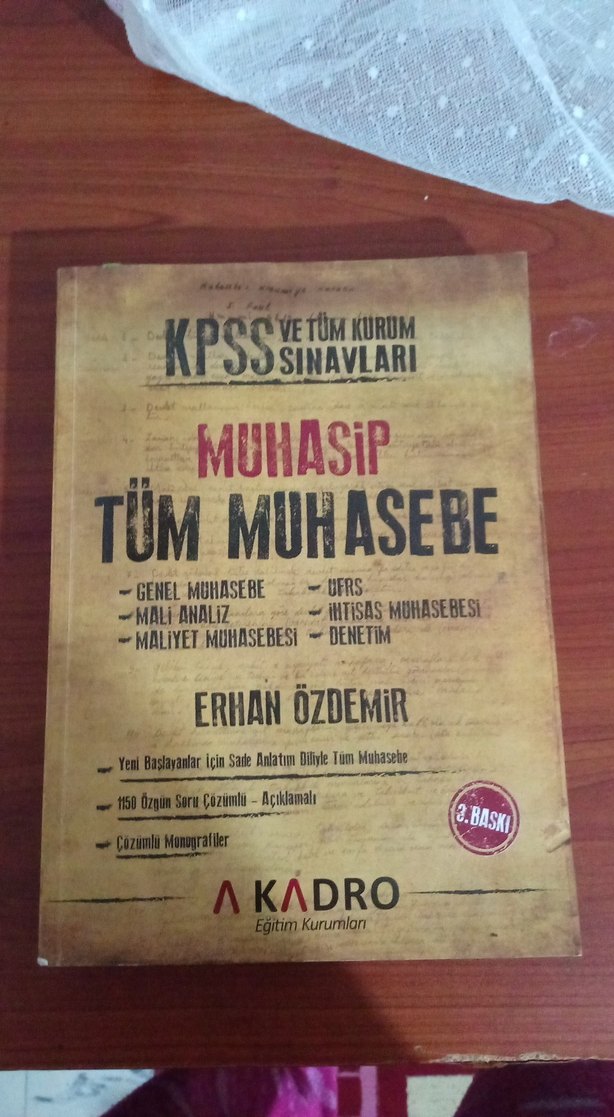 KPSS VE TÜM KURUM SINAVLARI
MUHASİP
TÜM MUHASEBE
GENEL MUHASEBE
MALİ ANALİZ
MALİYET MUHASEBESİ
UFRS
İHTİSAS MUHASEBESİ
DENETİM
ERHAN ÖZDEMİR
Yeni Başlayanlar İçin Sade Anlatım Diliyle Tüm Muhasebe
1150 Özgün Soru Çözümlü - Açıklamalı
Çözümlü Monografiler
3. BASKI
A KADRO
Eğitim Kurumları